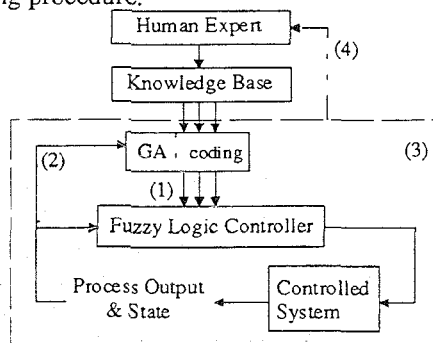 ng procedure.
Human Expert
(4)
Knowledge Base
(2)
GA coding
(3)
(1)
Fuzzy Logic Controller
Process Output
& State
Controlled
System